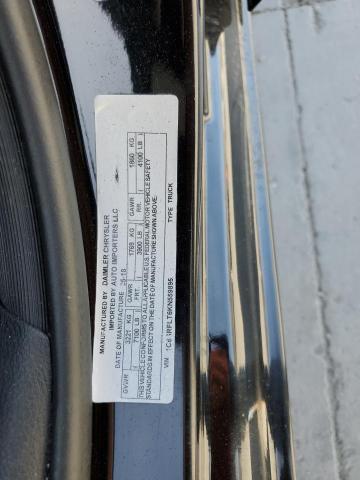 MANUFACTURED BY DAIMLER CHRYSLER
IMPORTED BY AUTO IMPORTERS LLC
DATE OF MANUFACTURE 25-18
GVWR 3221 KG GAWR 1769 KG GAWR 1860 KG
7100 LB FRT. 3900 LB RR. 4100 LB
THIS VEHICLE CONFORMS TO ALL APPLICABLE U.S. FEDERAL MOTOR VEHICLE SAFETY
STANDARDS IN EFFECT ON THE DATE OF MANUFACTURE SHOWN ABOVE.
VIN TYPE TRUCK